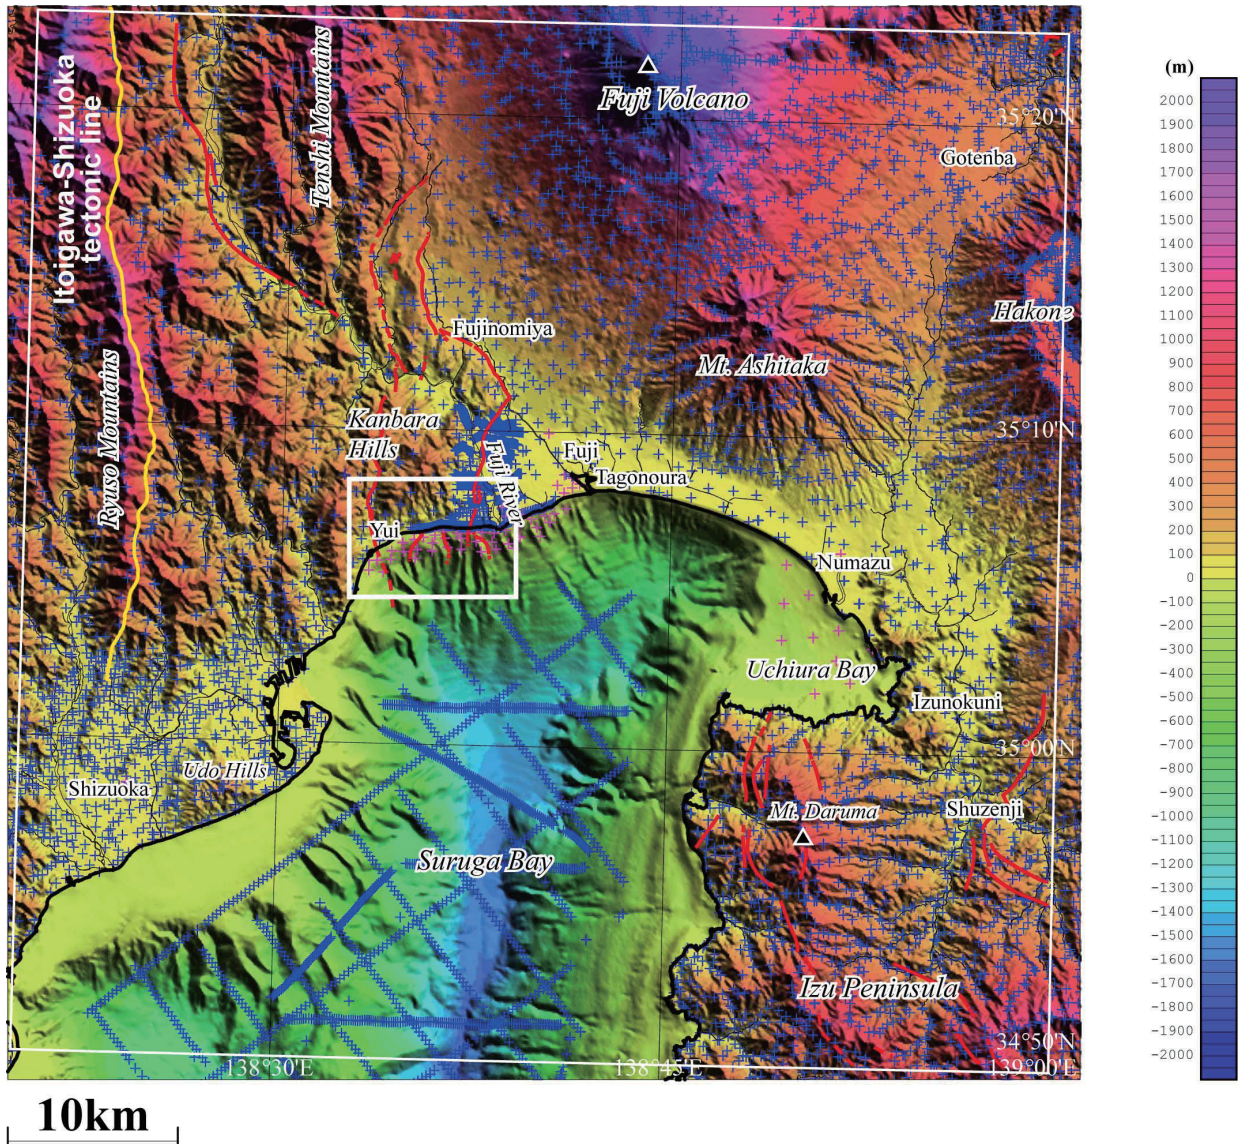 Itoigawa-Shizuoka
tectonic line
Tenshi Mountains
Fuji Volcano
35°20'N
Gotenba
Hakone
Fujinomiya
Mt. Ashitaka
Ryuso Mountains
Kanbara
Hills
35°10'N
Fuji
Fuji River
Tagonoura
Yui
Numazu
Uchiura Bay
Izunokuni
35°00'N
Udo Hills
Shizuoka
Mt. Daruma
Shuzenji
Suruga Bay
Izu Peninsula
34°50'N
138°30'E
138°45'E
139°00'E
10km
(m)
2000
1900
1800
1700
1600
1500
1400
1300
1200
1100
1000
900
800
700
600
500
400
300
200
100
0
-100
-200
-300
-400
-500
-600
-700
-800
-900
-1000
-1100
-1200
-1300
-1400
-1500
-1600
-1700
-1800
-1900
-2000